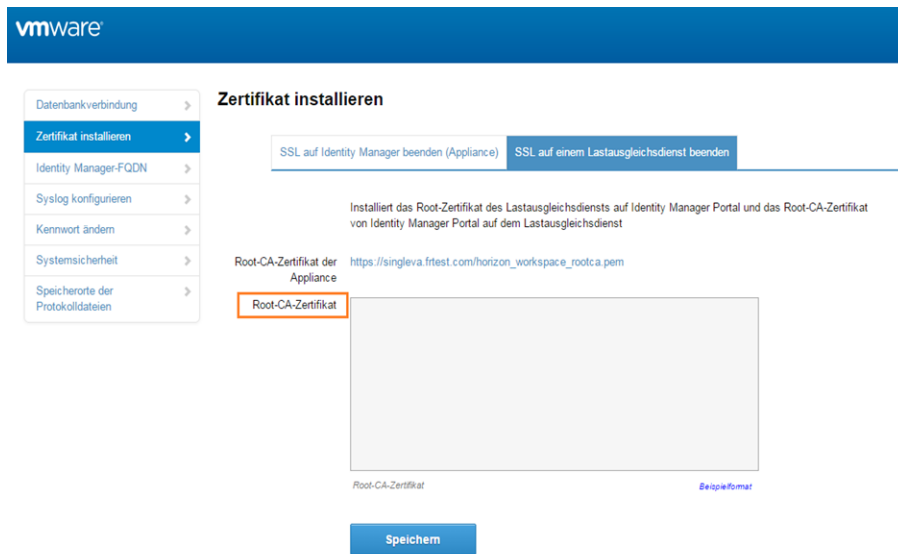 vmware
Datenbankverbindung
Zertifikat installieren
Identity Manager-FQDN
Syslog konfigurieren
Kennwort ändern
Systemsicherheit
Speicherorte der
Protokolldateien
Zertifikat installieren
SSL auf Identity Manager beenden (Appliance)
SSL auf einem Lastausgleichsdienst beenden
Installiert das Root-Zertifikat des Lastausgleichsdiensts auf Identity Manager Portal und das Root-CA-Zertifikat
von Identity Manager Portal auf dem Lastausgleichsdienst
Root-CA-Zertifikat der
Appliance
https://singleva.frtest.com/horizon_workspace_rootca.pem
Root-CA-Zertifikat
Root-CA-Zertifikat
Beispielformat
Speichern